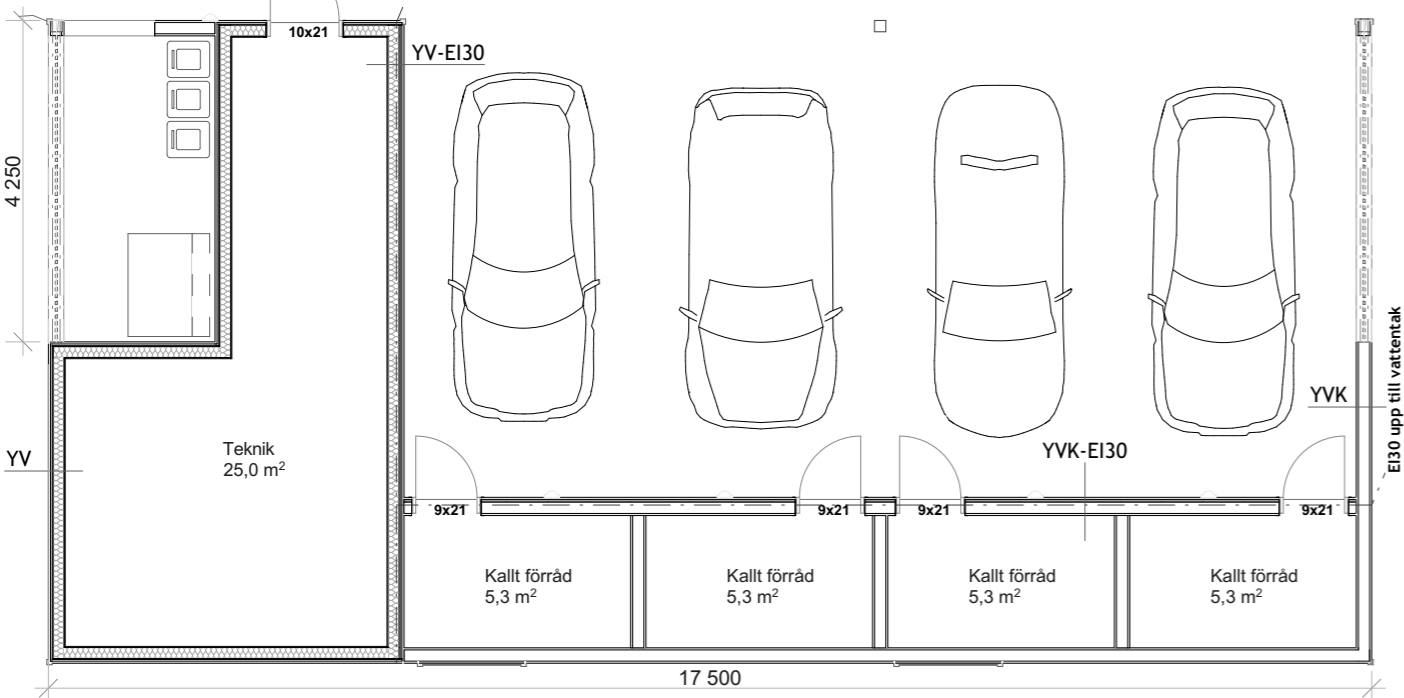 10x21
YV-EI30
4 250
YVK
EI30 upp till vattentak
YVK-EI30
Teknik
25,0 m²
YV
9x21
9x21
9x21
9x21
Kallt förråd
5,3 m²
Kallt förråd
5,3 m²
Kallt förråd
5,3 m²
Kallt förråd
5,3 m²
17 500